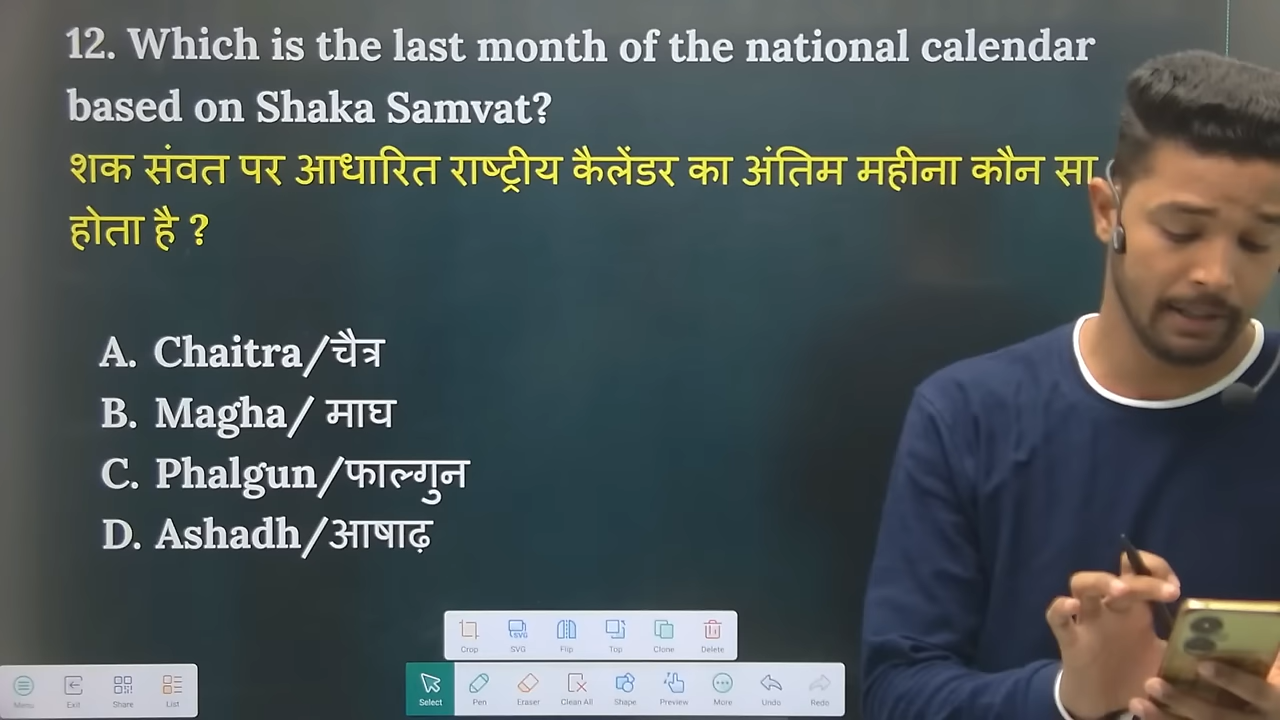 12. Which is the last month of the national calendar
based on Shaka Samvat?
शक संवत पर आधारित राष्ट्रीय कैलेंडर का अंतिम महीना कौन सा
होता है ?
A. Chaitra/चैत्र
B. Magha/ माघ
C. Phalgun/फाल्गुन
D. Ashadh/आषाढ़
Crop SVG Flip Top Clone Delete
Menu Exit Share List
Select Pen Eraser Clean All Shape Preview More Undo Redo